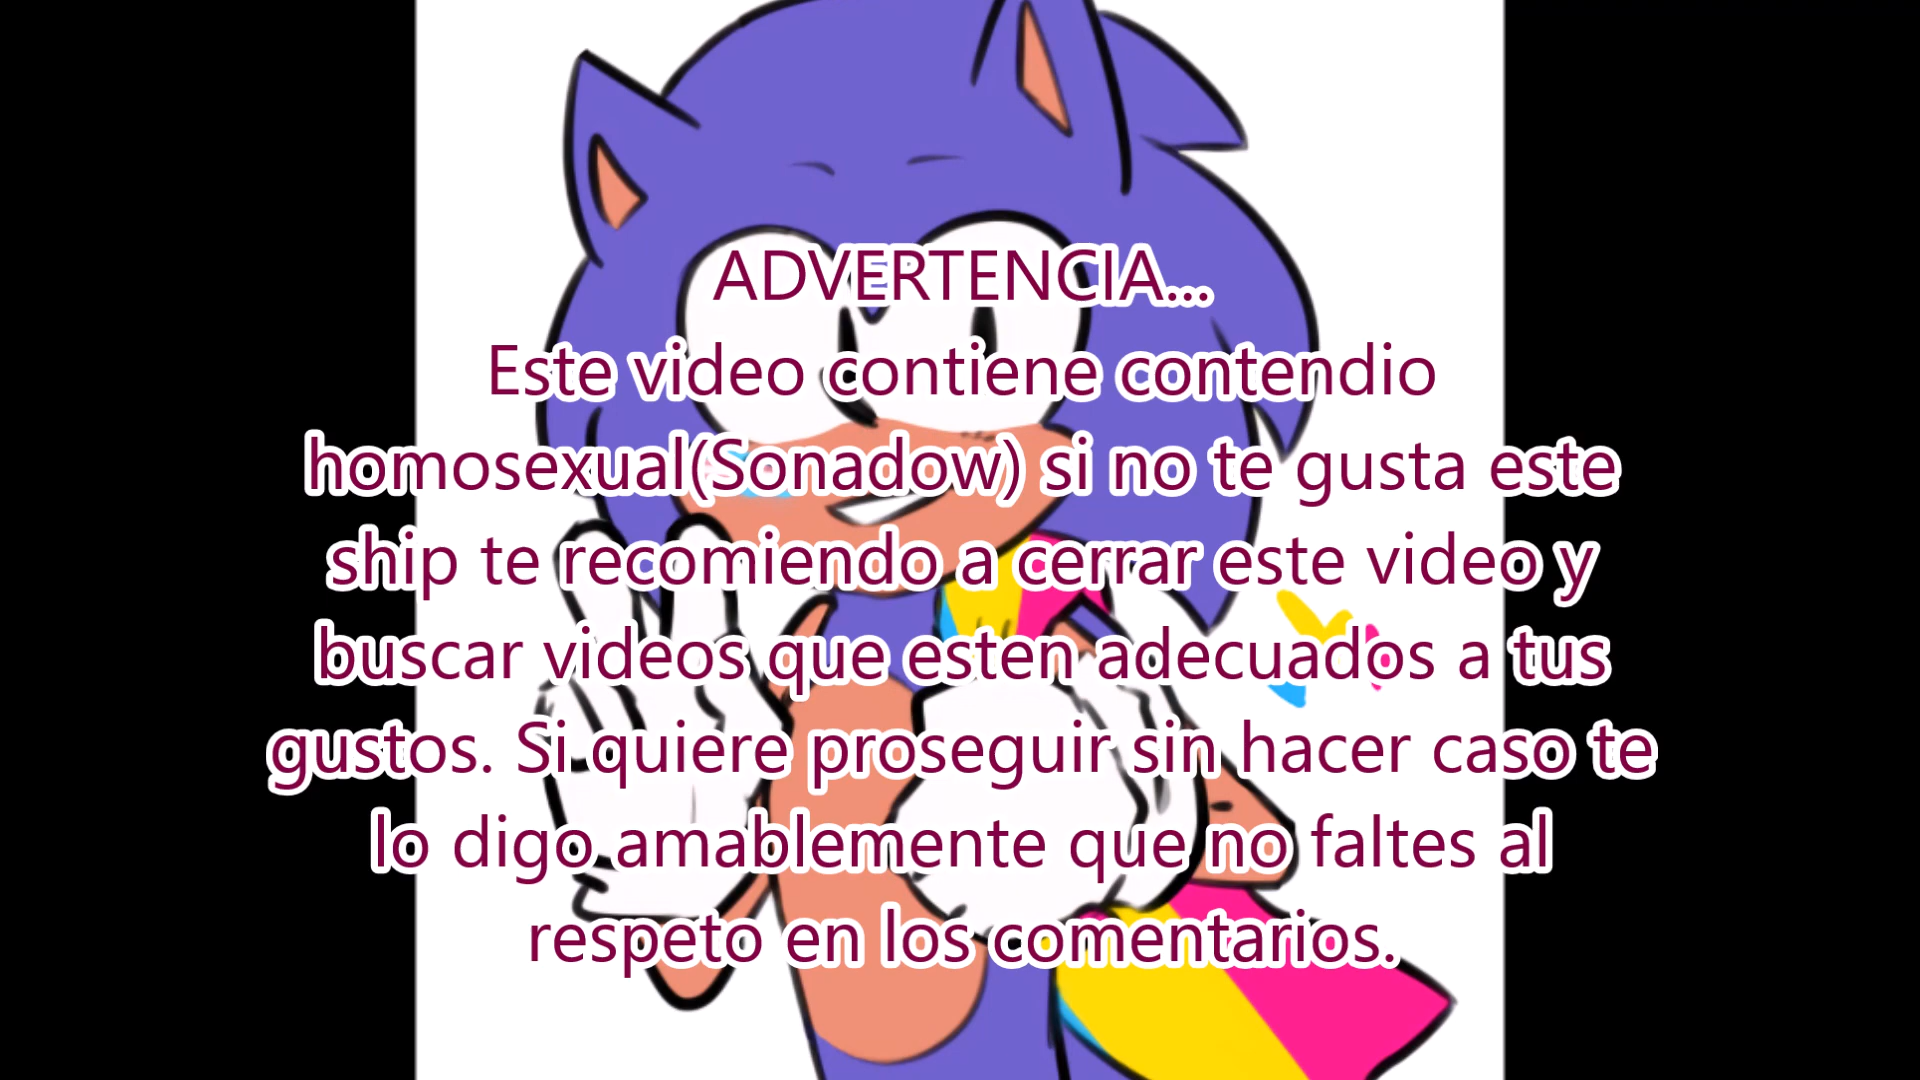 ADVERTENCIA...
Este video contiene contendio
homosexual(Sonadow) si no te gusta este
ship te recomiendo a cerrar este video y
buscar videos que esten adecuados a tus
gustos. Si quiere proseguir sin hacer caso te
lo digo amablemente que no faltes al
respeto en los comentarios.